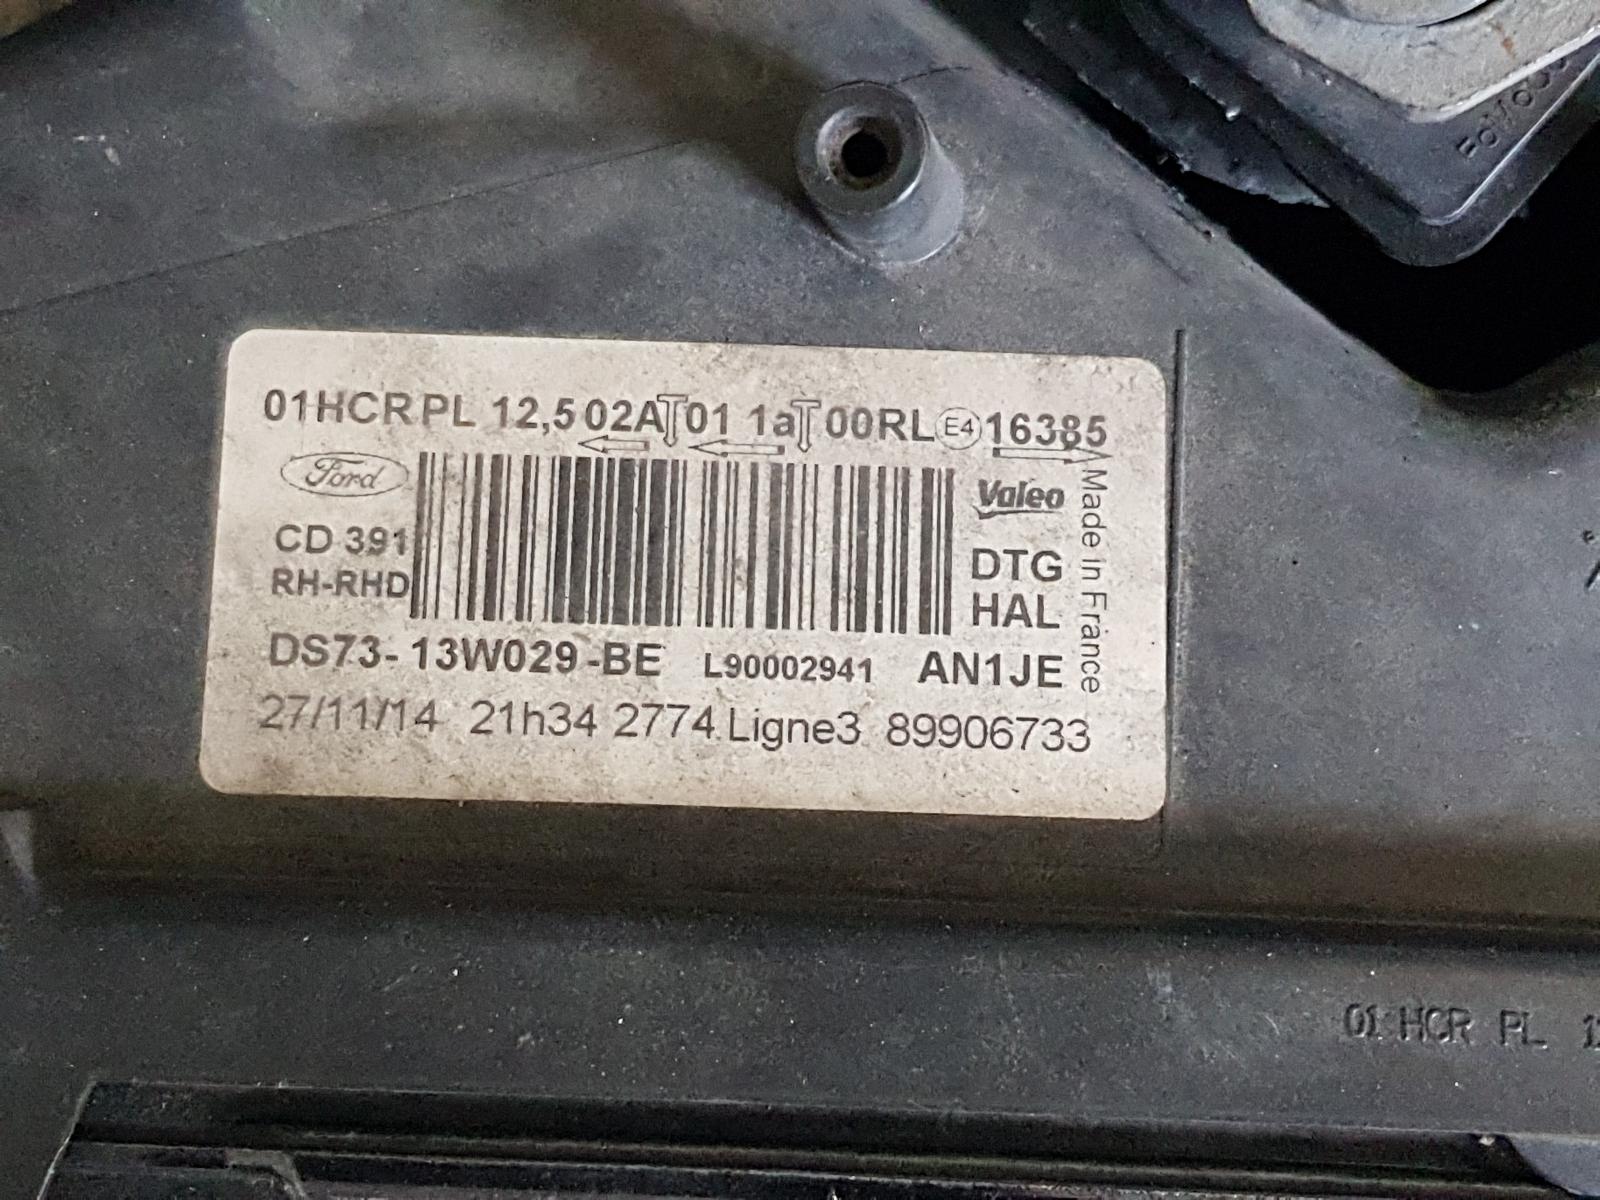 FoMoCo
01HCR PL 12,5 02A 01 1a 00RL E4 16385
Ford
Valeo
Made in France
CD 391
DTG
RH-RHD
HAL
DS73-13W029-BE L90002941 AN1JE
27/11/14 21h34 2774 Ligne3 89906733
01 HCR PL